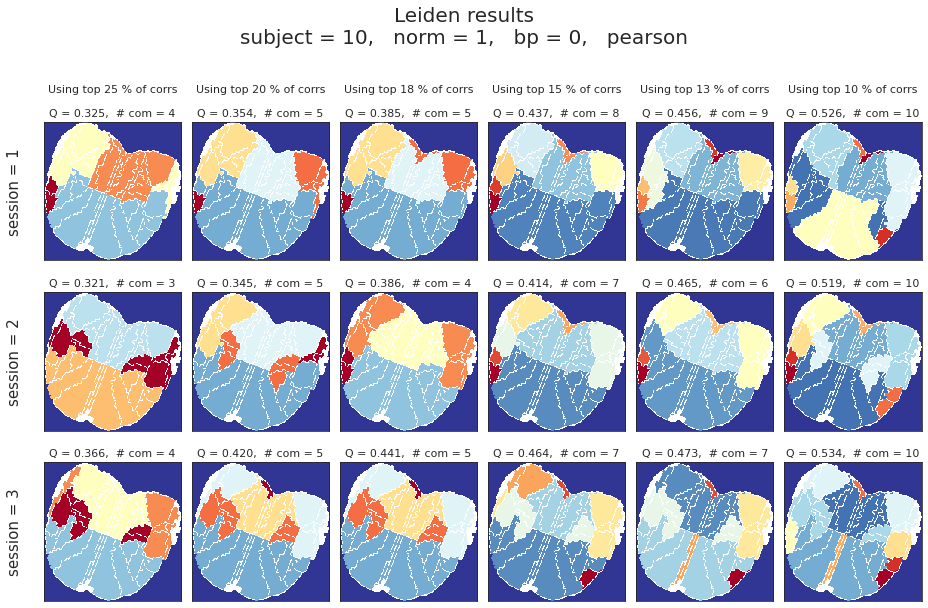 Leiden results
subject = 10,   norm = 1,   bp = 0,   pearson
Using top 25 % of corrs
Using top 20 % of corrs
Using top 18 % of corrs
Using top 15 % of corrs
Using top 13 % of corrs
Using top 10 % of corrs
session = 1
Q = 0.325,  # com = 4
Q = 0.354,  # com = 5
Q = 0.385,  # com = 5
Q = 0.437,  # com = 8
Q = 0.456,  # com = 9
Q = 0.526,  # com = 10
session = 2
Q = 0.321,  # com = 3
Q = 0.345,  # com = 5
Q = 0.386,  # com = 4
Q = 0.414,  # com = 7
Q = 0.465,  # com = 6
Q = 0.519,  # com = 10
session = 3
Q = 0.366,  # com = 4
Q = 0.420,  # com = 5
Q = 0.441,  # com = 5
Q = 0.464,  # com = 7
Q = 0.473,  # com = 7
Q = 0.534,  # com = 10